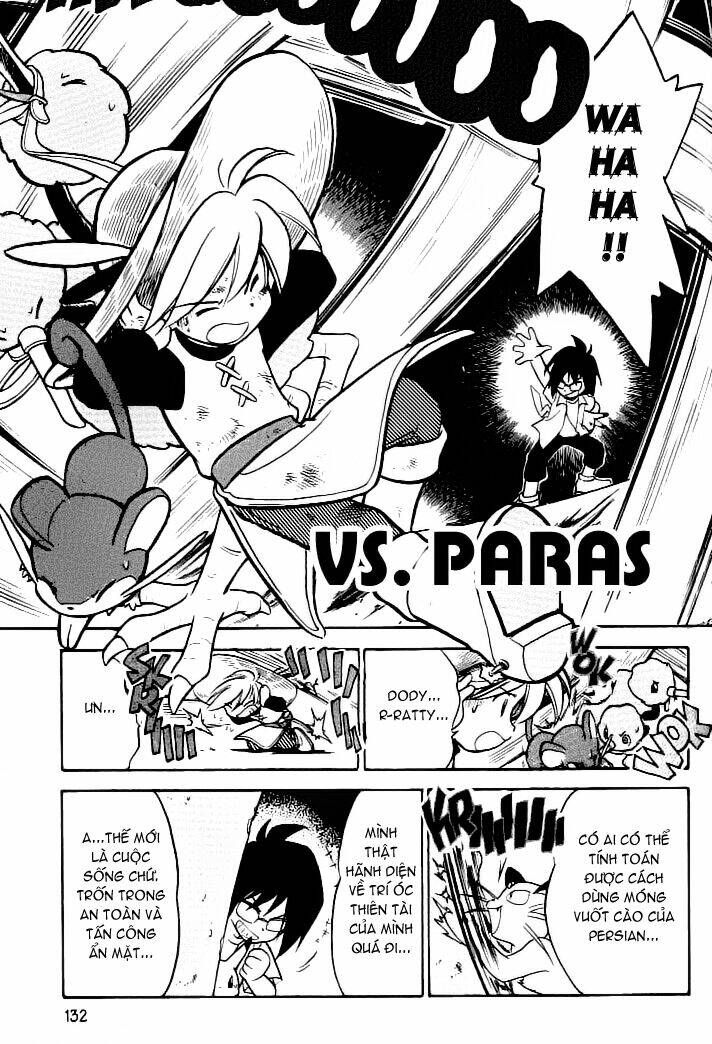 WA
HA
HA
!!
VS. PARAS
UN...
SKRIIIII
DODY...
R-RATTY...
WOK
WOK
A...THẾ MỚI
LÀ CUỘC
SỐNG CHỨ,
TRỐN TRONG
AN TOÀN VÀ
TẤN CÔNG
ẨN MẶT...
MÌNH
THẬT
HÃNH DIỆN
VỀ TRÍ ÓC
THIÊN TÀI
CỦA MÌNH
QUÁ ĐI...
KRIIIIIII
CÓ AI CÓ THỂ
TÍNH TOÁN
ĐƯỢC CÁCH
DÙNG MÓNG
VUỐT CÀO CỦA
PERSIAN...
132